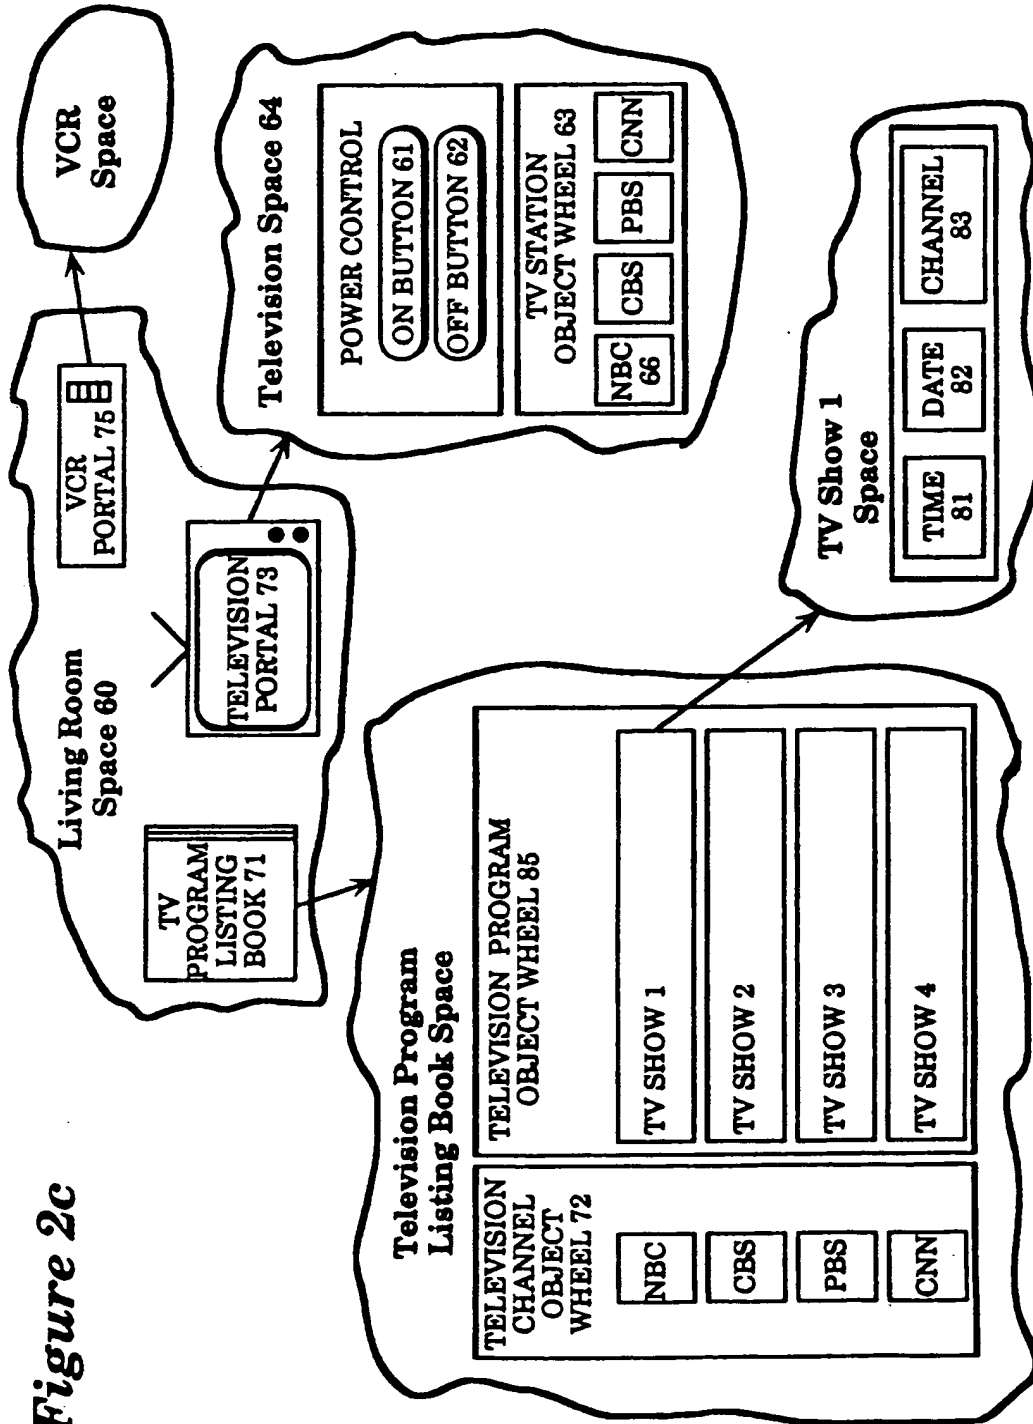 Figure 2c
Living Room
Space 60
TV
PROGRAM
LISTING
BOOK 71
TELEVISION
PORTAL 73
VCR
PORTAL 75
VCR
Space
Television Space 64
POWER CONTROL
ON BUTTON 61
OFF BUTTON 62
TV STATION
OBJECT WHEEL 63
NBC
66
CBS
PBS
CNN
Television Program
Listing Book Space
TELEVISION
CHANNEL
OBJECT
WHEEL 72
NBC
CBS
PBS
CNN
TELEVISION PROGRAM
OBJECT WHEEL 85
TV SHOW 1
TV SHOW 2
TV SHOW 3
TV SHOW 4
TV Show 1
Space
TIME
81
DATE
82
CHANNEL
83